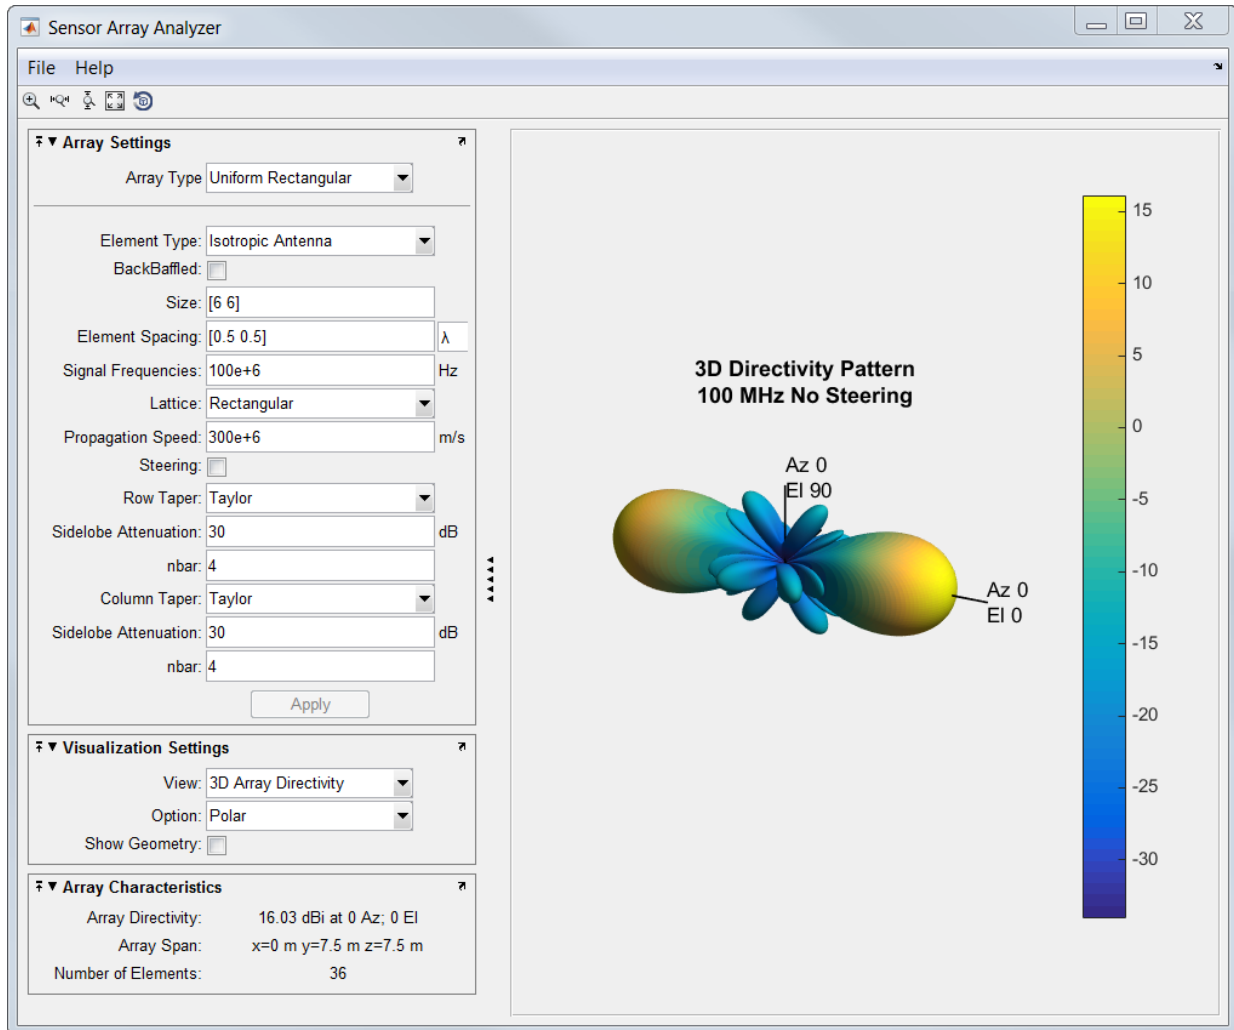 Sensor Array Analyzer
File Help
Array Settings
Array Type Uniform Rectangular
Element Type: Isotropic Antenna
BackBaffled:
Size: [6 6]
Element Spacing: [0.5 0.5] λ
Signal Frequencies: 100e+6 Hz
Lattice: Rectangular
Propagation Speed: 300e+6 m/s
Steering:
Row Taper: Taylor
Sidelobe Attenuation: 30 dB
nbar: 4
Column Taper: Taylor
Sidelobe Attenuation: 30 dB
nbar: 4
Apply
Visualization Settings
View: 3D Array Directivity
Option: Polar
Show Geometry:
Array Characteristics
Array Directivity: 16.03 dBi at 0 Az; 0 El
Array Span: x=0 m y=7.5 m z=7.5 m
Number of Elements: 36
3D Directivity Pattern
100 MHz No Steering
Az 0
El 90
Az 0
El 0
15
10
5
0
-5
-10
-15
-20
-25
-30